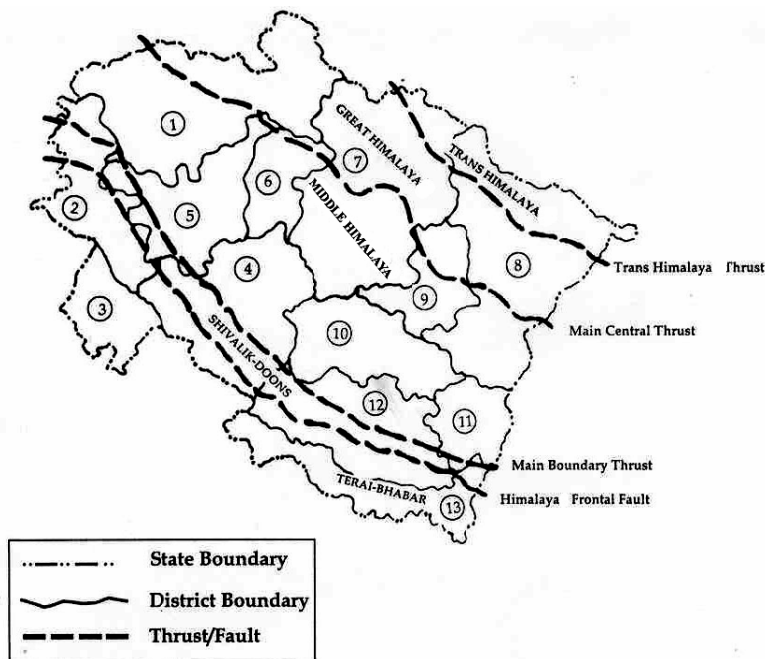 1
GREAT HIMALAYA
7
TRANS HIMALAYA
6
2
5
MIDDLE HIMALAYA
4
8
Trans Himalaya Thrust
9
3
Main Central Thrust
10
SHIVALIK-DOONS
12
11
Main Boundary Thrust
TERAI-BHABAR
13
Himalaya Frontal Fault
State Boundary
District Boundary
Thrust/Fault